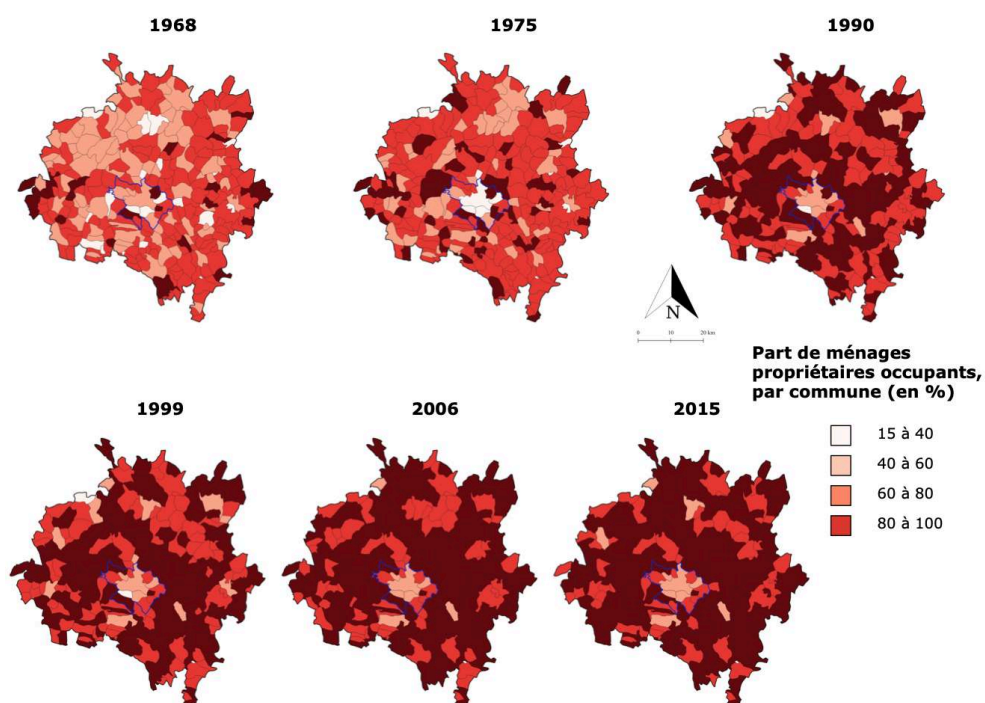 1968
1975
1990
N
0 10 20 km
Part de ménages
propriétaires occupants,
par commune (en %)
1999
2006
2015
15 à 40
40 à 60
60 à 80
80 à 100